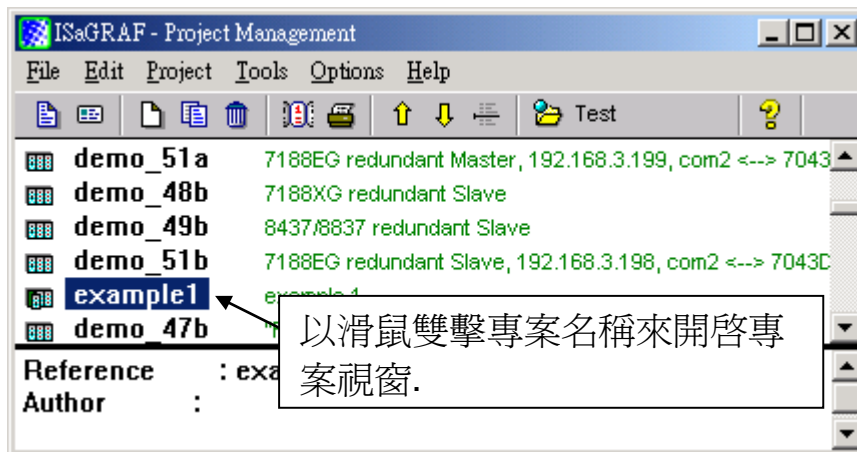 ISaGRAF - Project Management
File Edit Project Tools Options Help
Test
demo_51a 7188EG redundant Master, 192.168.3.199, com2 <--> 7043
demo_48b 7188XG redundant Slave
demo_49b 8437/8837 redundant Slave
demo_51b 7188EG redundant Slave, 192.168.3.198, com2 <--> 7043D
example1
demo_47b
以滑鼠雙擊專案名稱來開啓專
案視窗.
Reference : exa
Author :